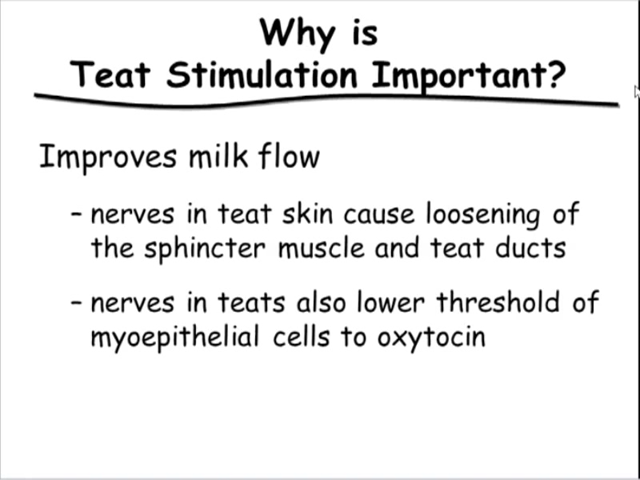 Why is
Teat Stimulation Important?
Improves milk flow
– nerves in teat skin cause loosening of
the sphincter muscle and teat ducts
– nerves in teats also lower threshold of
myoepithelial cells to oxytocin